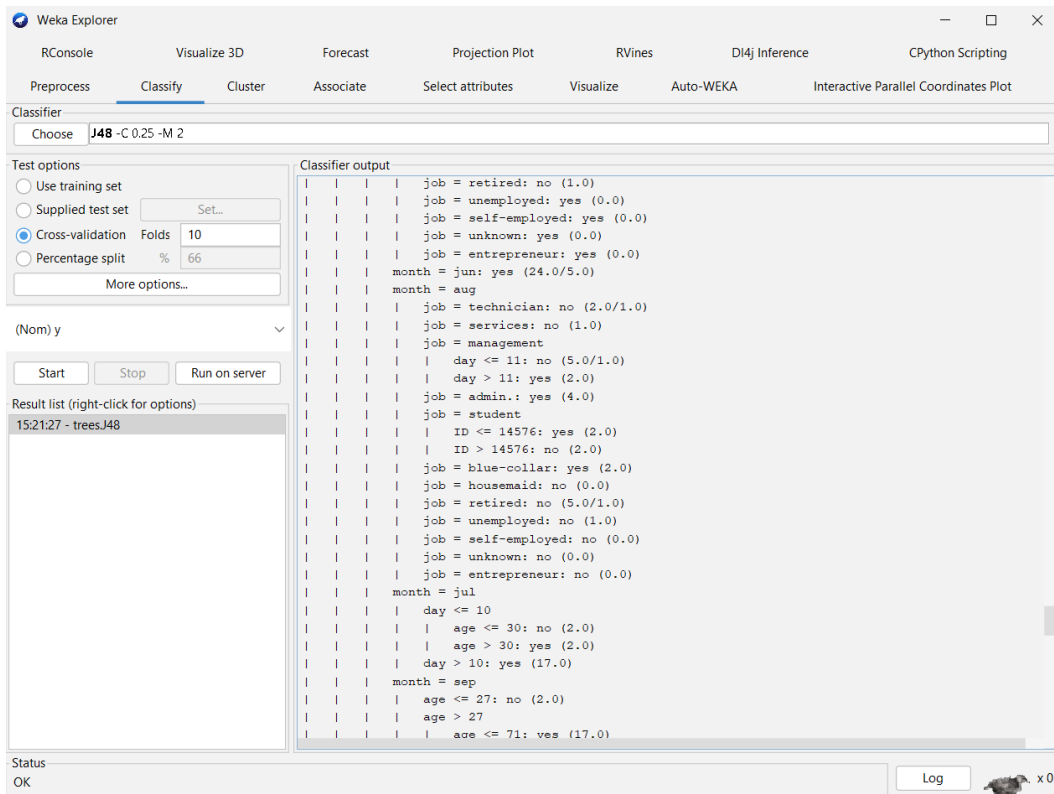 Weka Explorer
RConsole Visualize 3D Forecast Projection Plot RVines Dl4j Inference CPython Scripting
Preprocess Classify Cluster Associate Select attributes Visualize Auto-WEKA Interactive Parallel Coordinates Plot
Classifier
Choose J48 -C 0.25 -M 2
Test options
Use training set
Supplied test set Set...
Cross-validation Folds 10
Percentage split % 66
More options...
(Nom) y
Start Stop Run on server
Result list (right-click for options)
15:21:27 - trees.J48
Classifier output
| | | | job = retired: no (1.0)
| | | | job = unemployed: yes (0.0)
| | | | job = self-employed: yes (0.0)
| | | | job = unknown: yes (0.0)
| | | | job = entrepreneur: yes (0.0)
| | | month = jun: yes (24.0/5.0)
| | | month = aug
| | | | job = technician: no (2.0/1.0)
| | | | job = services: no (1.0)
| | | | job = management
| | | | | day <= 11: no (5.0/1.0)
| | | | | day > 11: yes (2.0)
| | | | job = admin.: yes (4.0)
| | | | job = student
| | | | | ID <= 14576: yes (2.0)
| | | | | ID > 14576: no (2.0)
| | | | job = blue-collar: yes (2.0)
| | | | job = housemaid: no (0.0)
| | | | job = retired: no (5.0/1.0)
| | | | job = unemployed: no (1.0)
| | | | job = self-employed: no (0.0)
| | | | job = unknown: no (0.0)
| | | | job = entrepreneur: no (0.0)
| | | month = jul
| | | | day <= 10
| | | | | age <= 30: no (2.0)
| | | | | age > 30: yes (2.0)
| | | | day > 10: yes (17.0)
| | | month = sep
| | | | age <= 27: no (2.0)
| | | | age > 27
| | | | | age <= 71: yes (17.0)
Status
OK
Log x 0